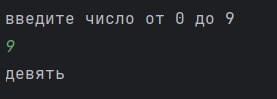 введите число от 0 до 9
9
девять